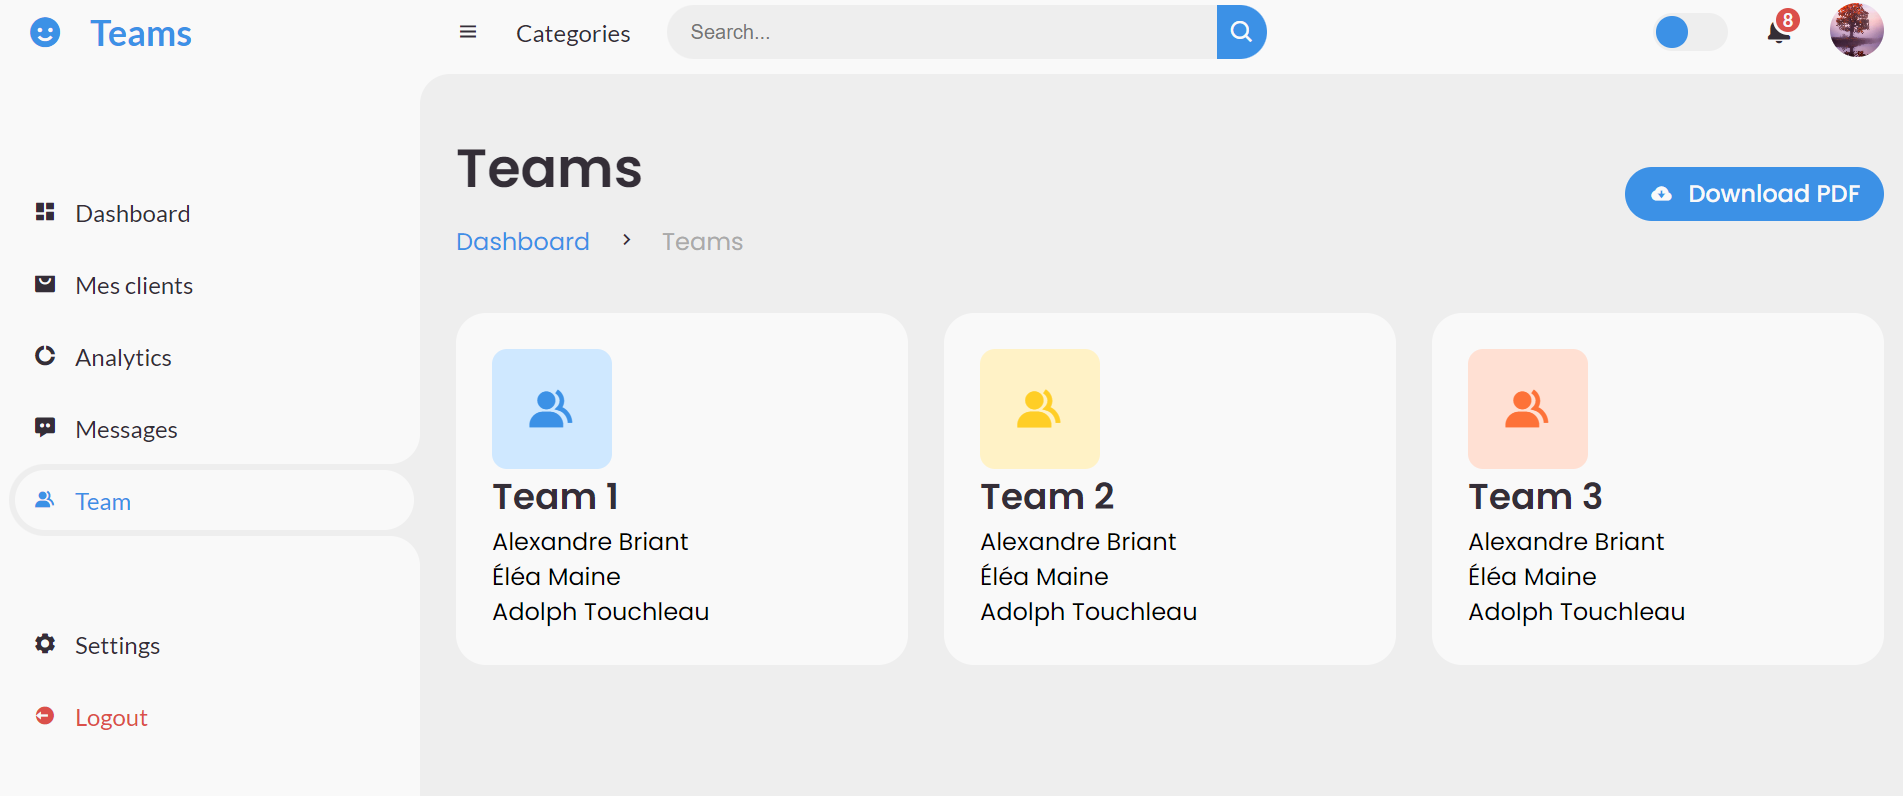 Teams
Categories
Search...
8
Dashboard
Mes clients
Analytics
Messages
Team
Settings
Logout
Teams
Dashboard > Teams
Download PDF
Team 1
Alexandre Briant
Éléa Maine
Adolph Touchleau
Team 2
Alexandre Briant
Éléa Maine
Adolph Touchleau
Team 3
Alexandre Briant
Éléa Maine
Adolph Touchleau